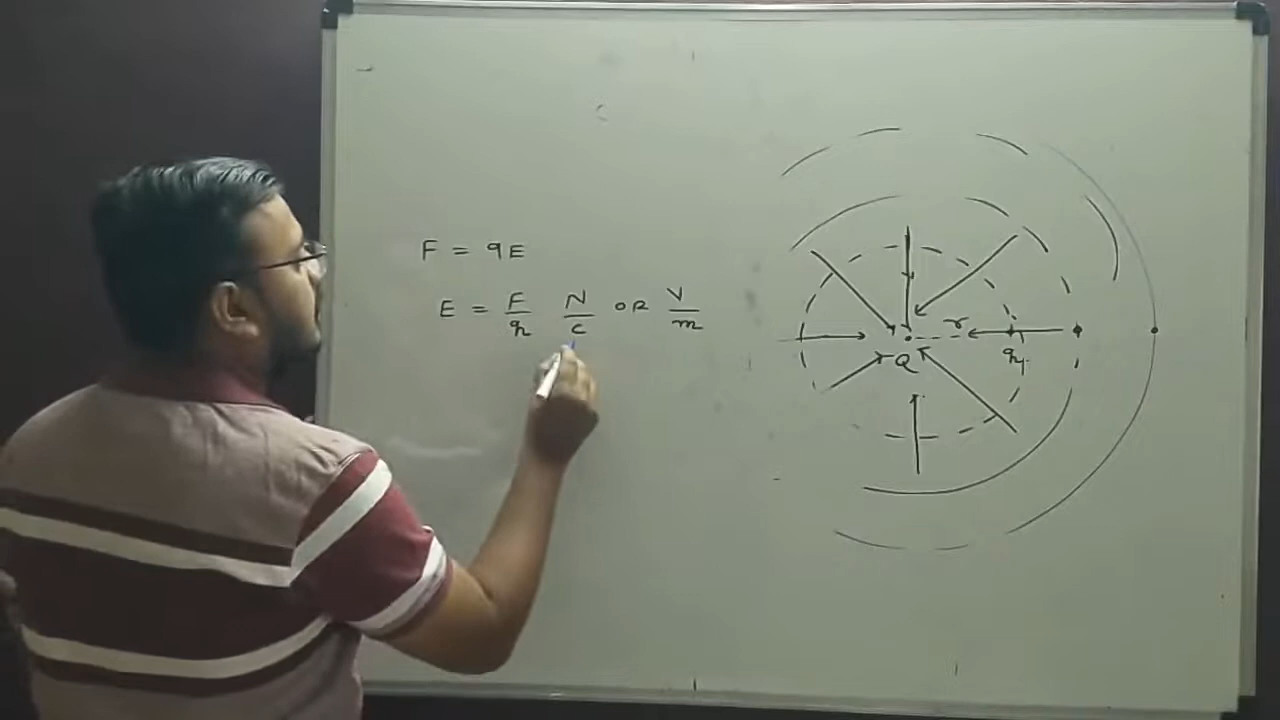 F = qE
E = F/q N/C OR V/m
r
Q q1